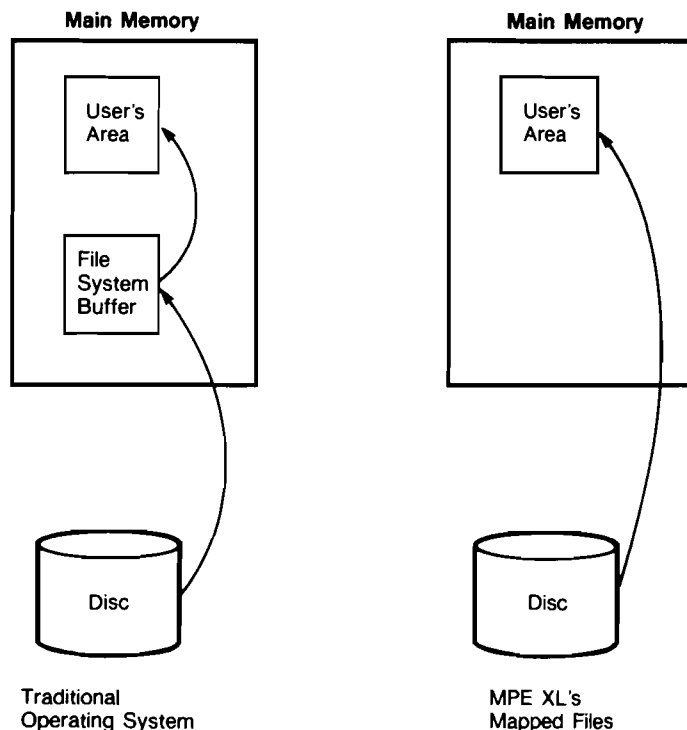 Main Memory
User's
Area
File
System
Buffer
Disc
Traditional
Operating System
Main Memory
User's
Area
Disc
MPE XL's
Mapped Files